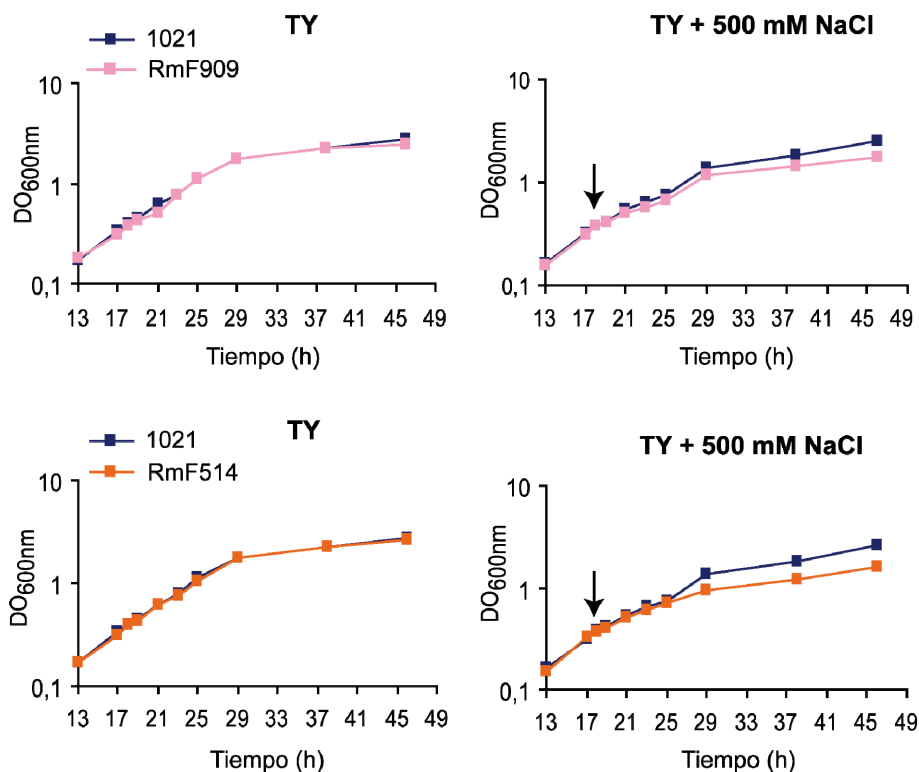 TY
1021
RmF909
DO600nm
10
1
0,1
13 17 21 25 29 33 37 41 45 49
Tiempo (h)
TY + 500 mM NaCl
DO600nm
10
1
0,1
13 17 21 25 29 33 37 41 45 49
Tiempo (h)
TY
1021
RmF514
DO600nm
10
1
0,1
13 17 21 25 29 33 37 41 45 49
Tiempo (h)
TY + 500 mM NaCl
DO600nm
10
1
0,1
13 17 21 25 29 33 37 41 45 49
Tiempo (h)